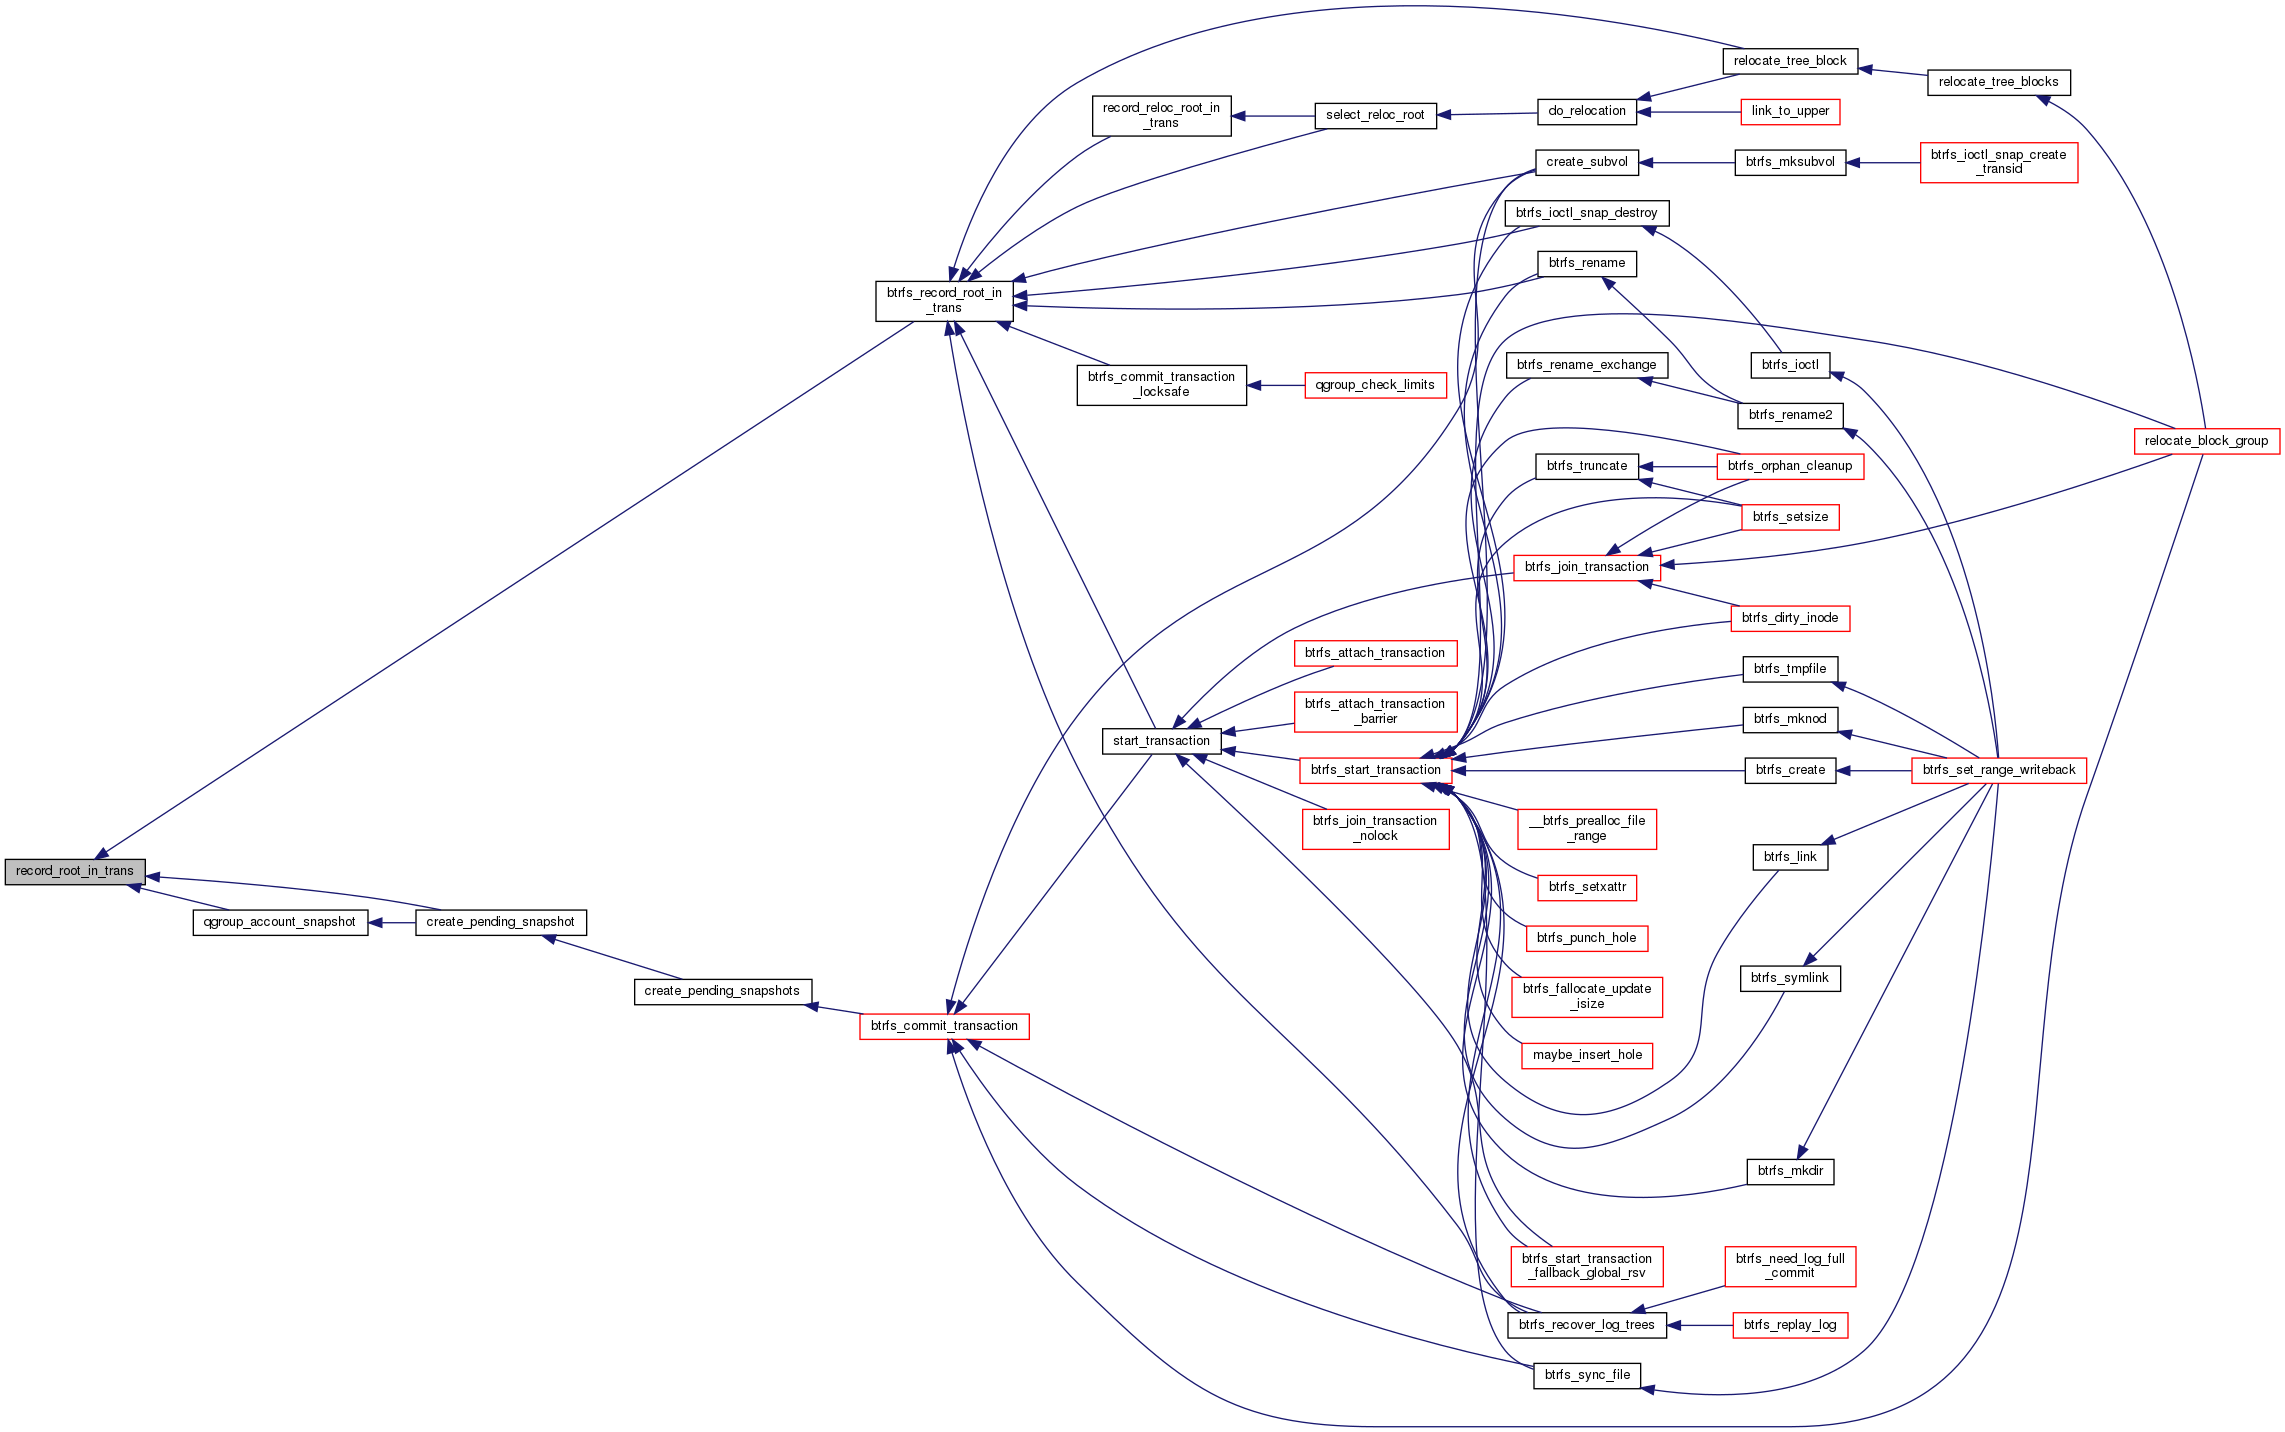 relocate_tree_block
relocate_tree_blocks
record_reloc_root_in
_trans
select_reloc_root
do_relocation
link_to_upper
create_subvol
btrfs_mksubvol
btrfs_ioctl_snap_create
_transid
btrfs_ioctl_snap_destroy
btrfs_rename
btrfs_record_root_in
_trans
btrfs_rename_exchange
btrfs_ioctl
btrfs_commit_transaction
_locksafe
qgroup_check_limits
btrfs_rename2
relocate_block_group
btrfs_truncate
btrfs_orphan_cleanup
btrfs_setsize
btrfs_join_transaction
btrfs_dirty_inode
btrfs_attach_transaction
btrfs_tmpfile
btrfs_attach_transaction
_barrier
btrfs_mknod
start_transaction
btrfs_start_transaction
btrfs_create
btrfs_set_range_writeback
btrfs_join_transaction
_nolock
__btrfs_prealloc_file
_range
btrfs_link
record_root_in_trans
btrfs_setxattr
qgroup_account_snapshot
create_pending_snapshot
btrfs_punch_hole
btrfs_symlink
create_pending_snapshots
btrfs_fallocate_update
_isize
btrfs_commit_transaction
maybe_insert_hole
btrfs_mkdir
btrfs_start_transaction
_fallback_global_rsv
btrfs_need_log_full
_commit
btrfs_recover_log_trees
btrfs_replay_log
btrfs_sync_file